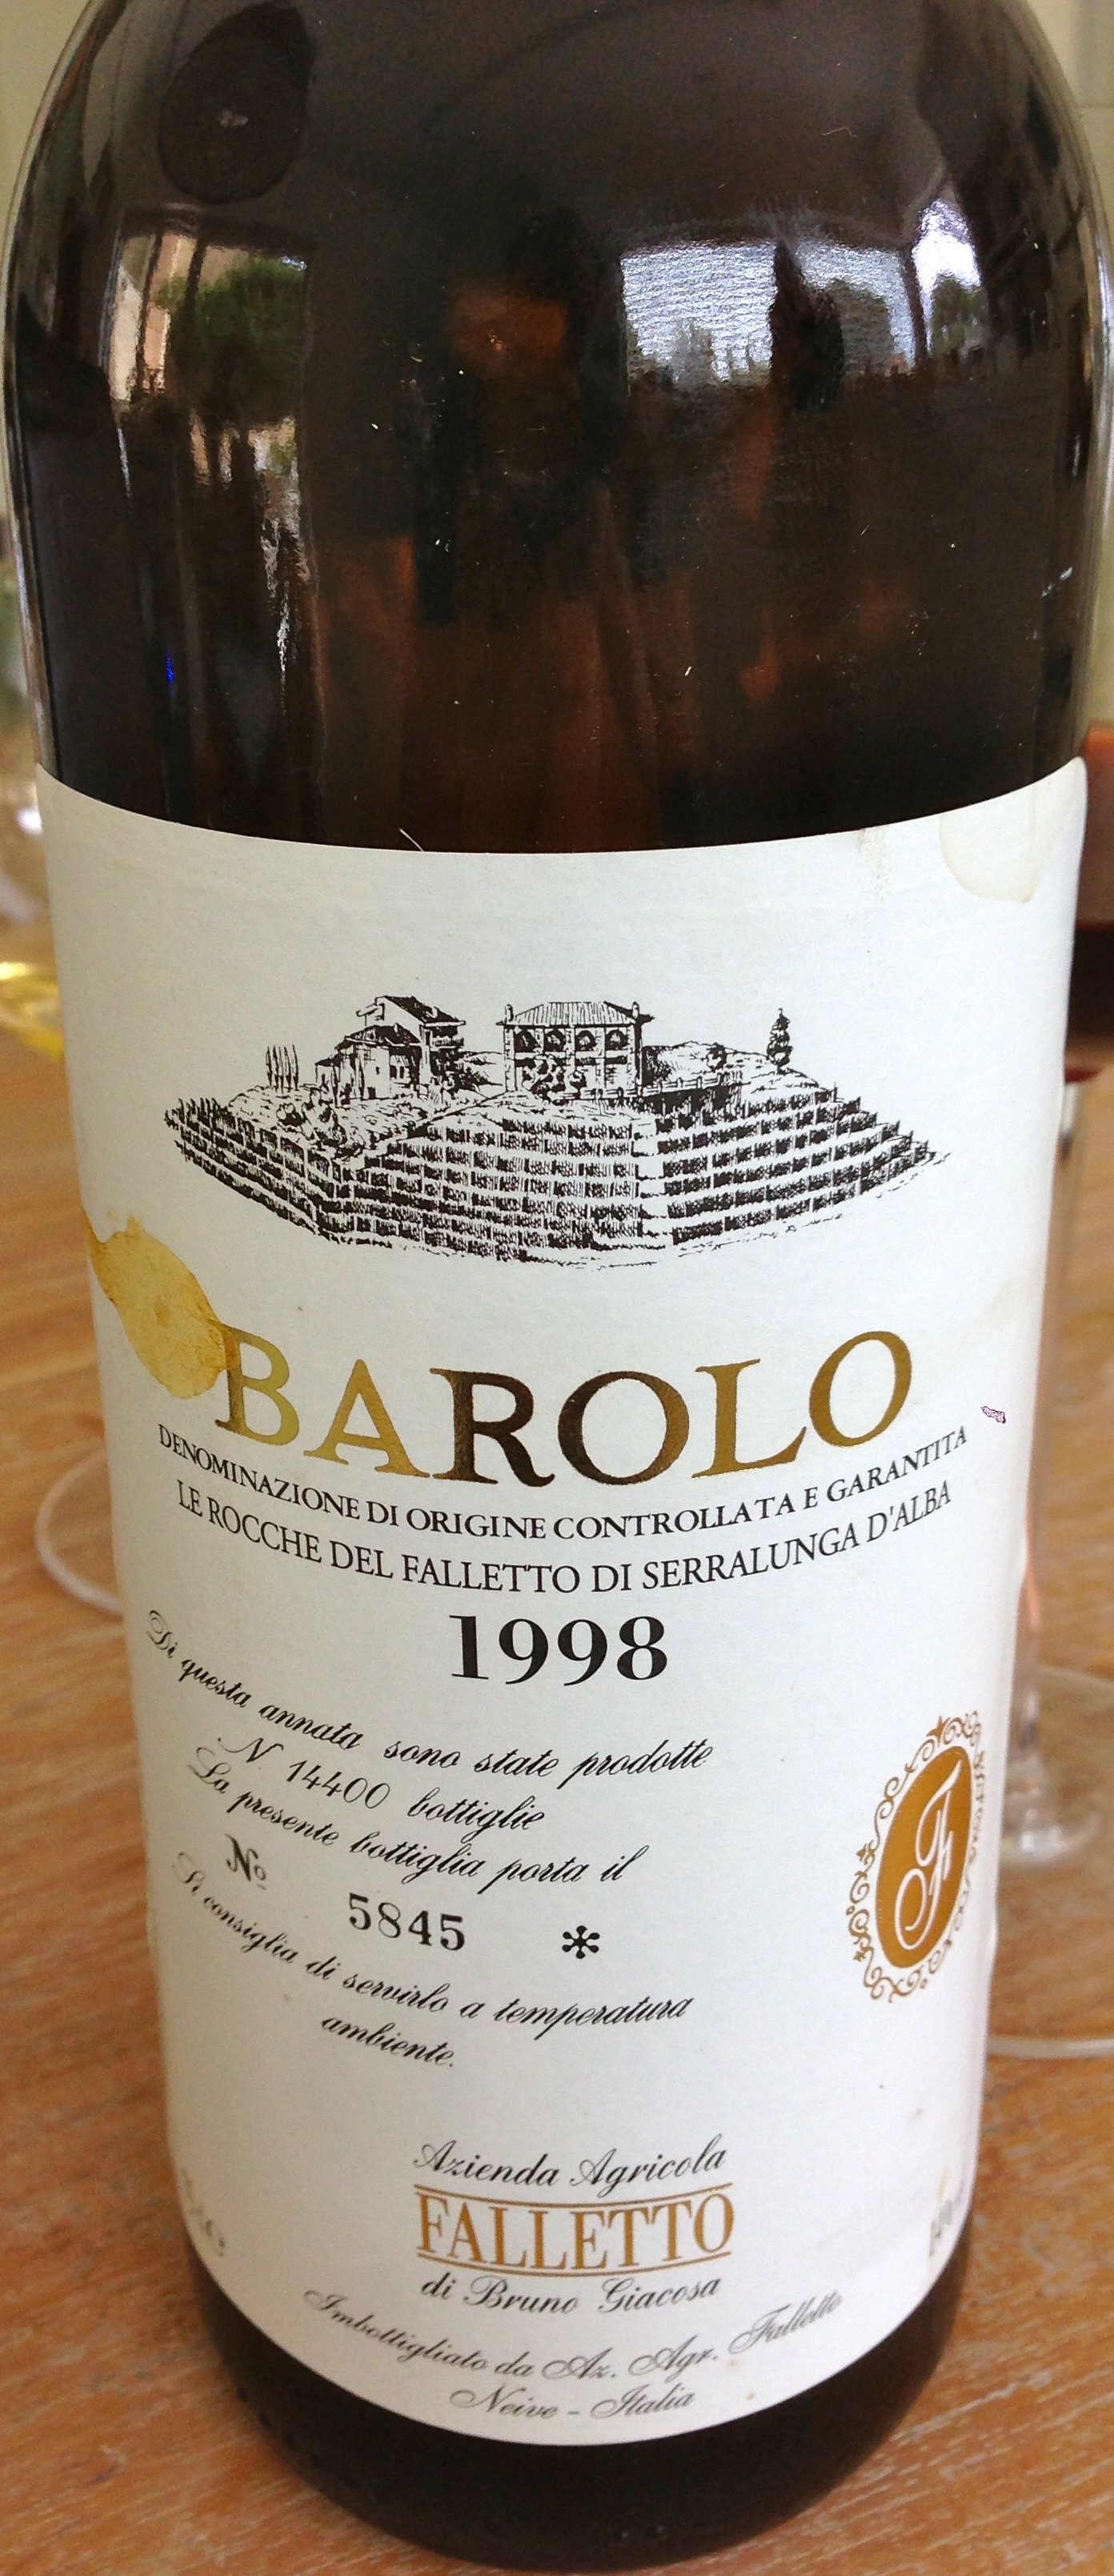 BAROLO
DENOMINAZIONE DI ORIGINE CONTROLLATA E GARANTITA
LE ROCCHE DEL FALLETTO DI SERRALUNGA D'ALBA
1998
Di questa annata sono state prodotte
N. 14400 bottiglie
La presente bottiglia porta il
No. 5845 *
Si consiglia di servirlo a temperatura
ambiente.
F
Azienda Agricola
FALLETTO
di Bruno Giacosa
Imbottigliato da Az. Agr. Falletto
Neive - Italia